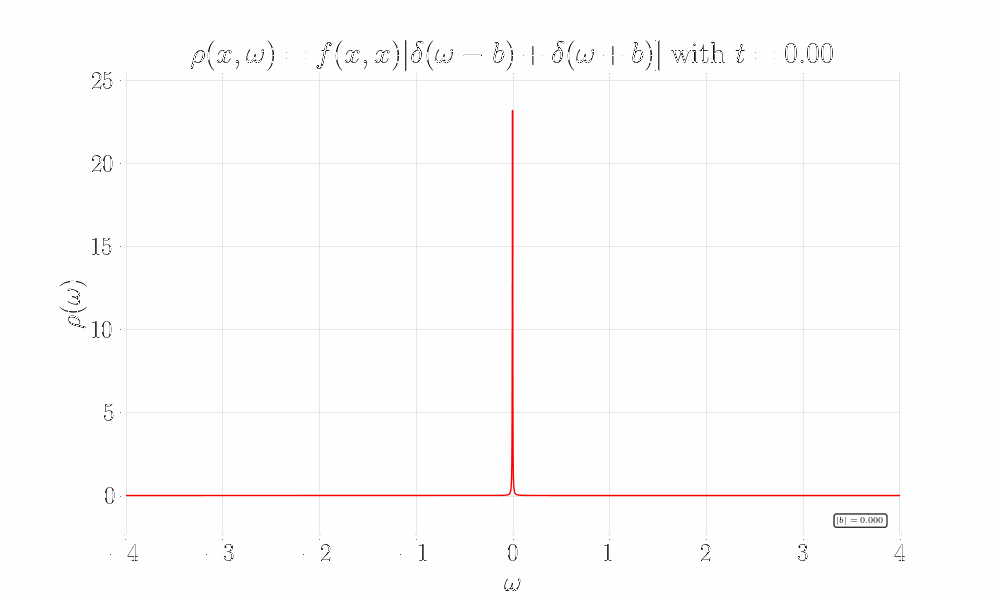 ρ(x, ω) = f(x, x)[δ(ω − b) + δ(ω + b)] with t = 0.00
25
20
15
10
5
0
ρ(ω)
|b| = 0.000
-4 -3 -2 -1 0 1 2 3 4
ω